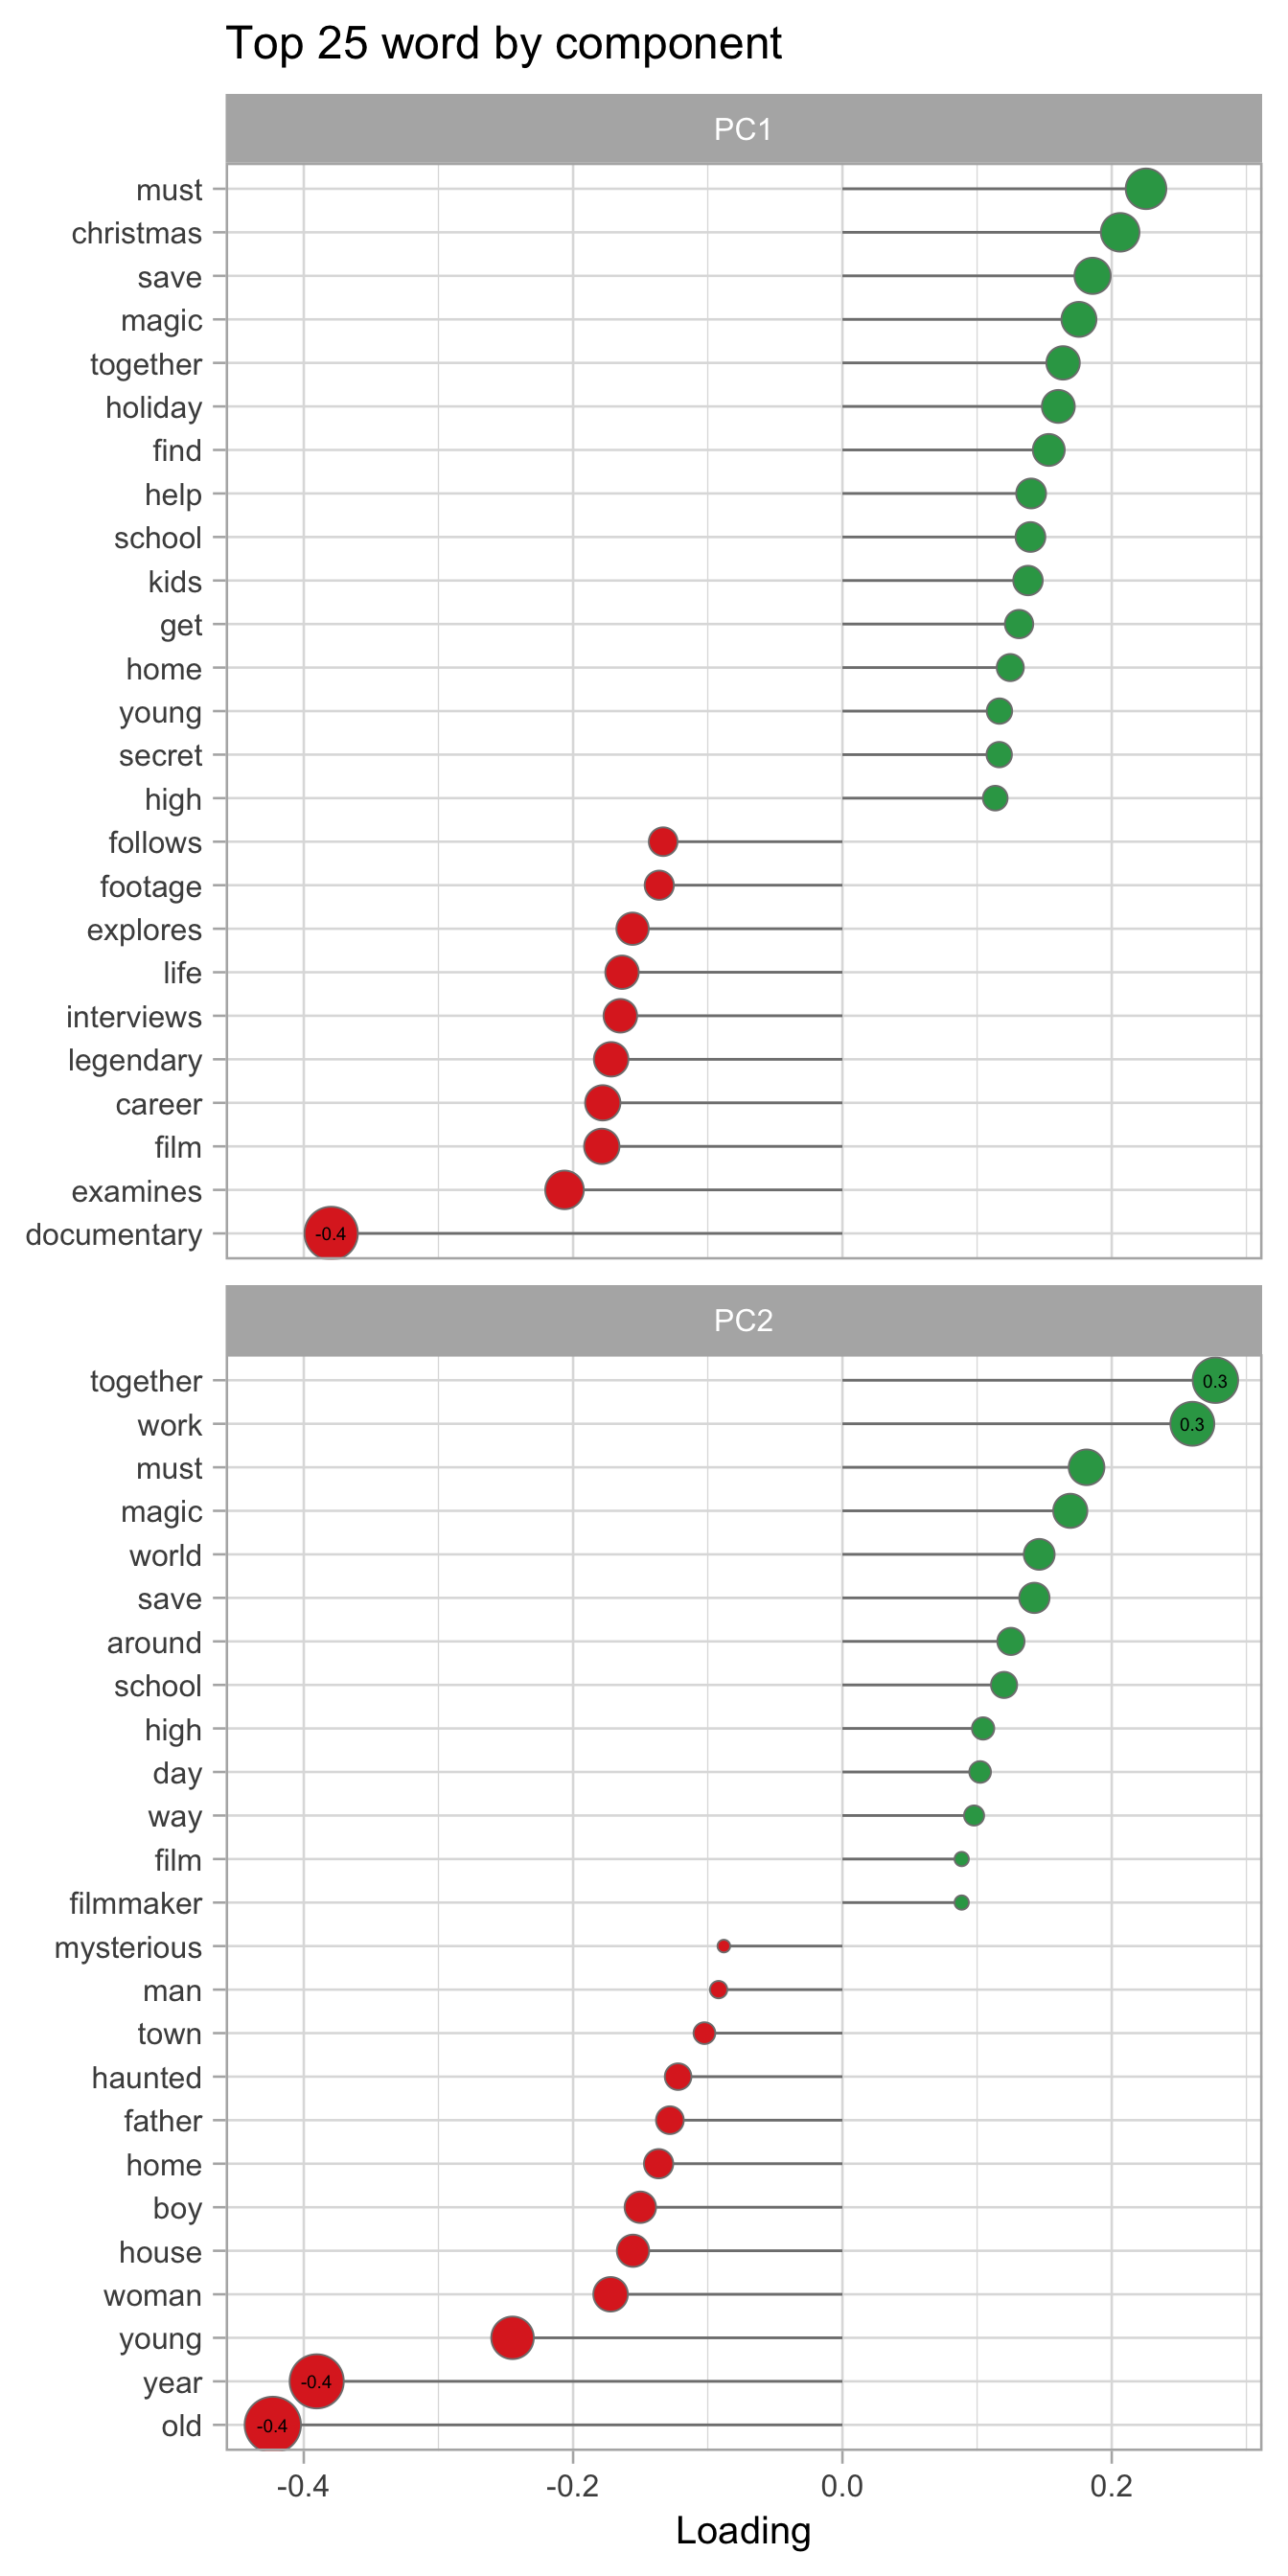 Top 25 word by component
PC1
must
christmas
save
magic
together
holiday
find
help
school
kids
get
home
young
secret
high
follows
footage
explores
life
interviews
legendary
career
film
examines
documentary -0.4
PC2
together 0.3
work 0.3
must
magic
world
save
around
school
high
day
way
film
filmmaker
mysterious
man
town
haunted
father
home
boy
house
woman
young
year -0.4
old -0.4
-0.4 -0.2 0.0 0.2
Loading